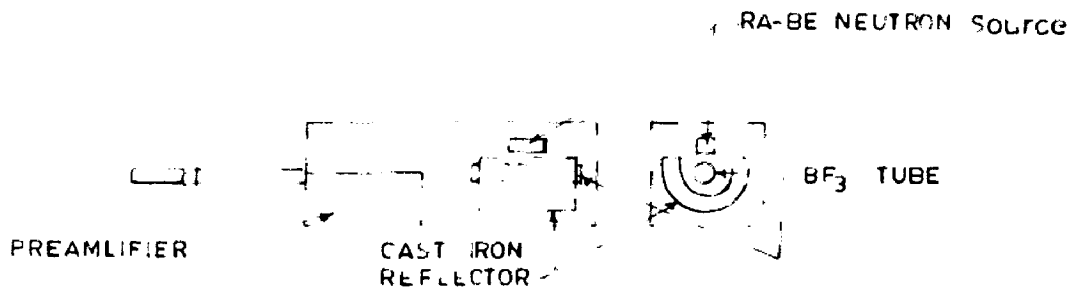 RA-BE NEUTRON Source
BF3 TUBE
PREAMLIFIER
CAST IRON
REFLECTOR